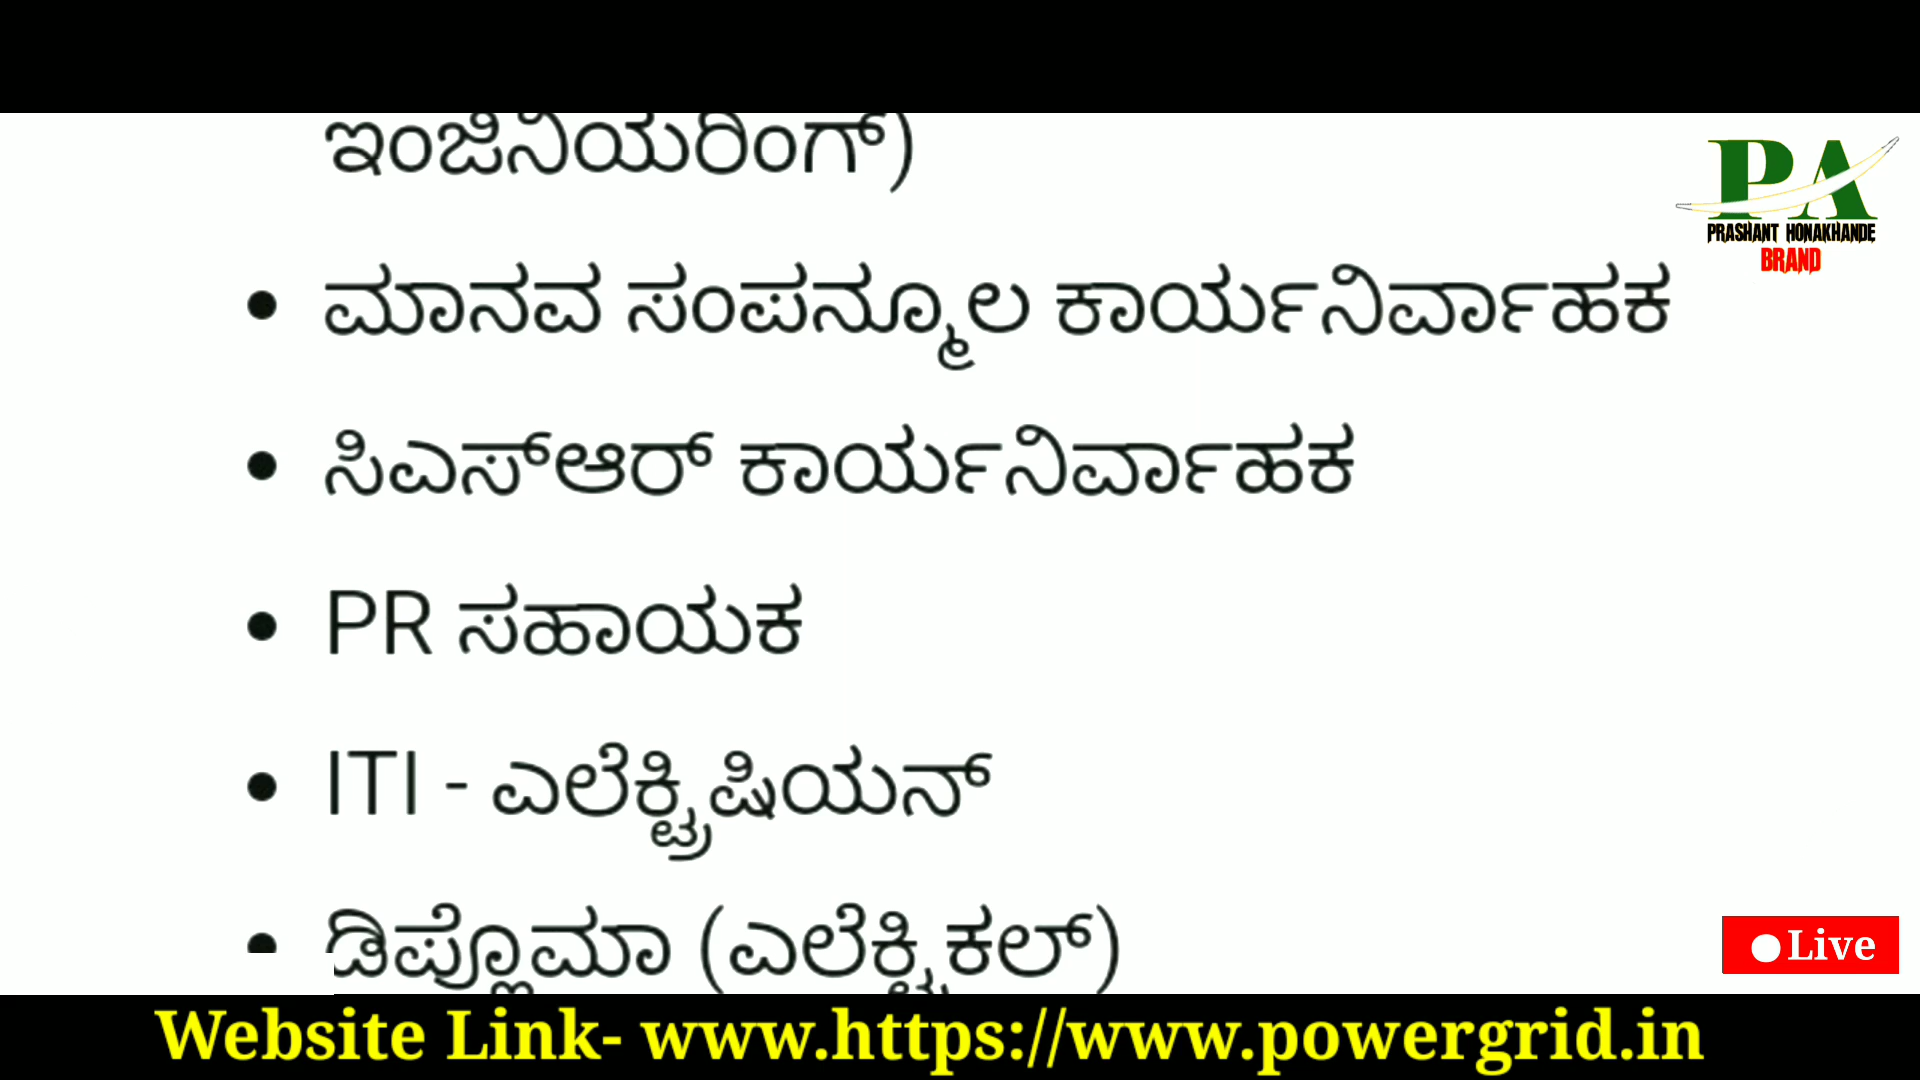 ಇಂಜಿನಿಯರಿಂಗ್)
PA
PRASHANT HONAKHANDE
BRAND
• ಮಾನವ ಸಂಪನ್ಮೂಲ ಕಾರ್ಯನಿರ್ವಾಹಕ
• ಸಿಎಸ್ಆರ್ ಕಾರ್ಯನಿರ್ವಾಹಕ
• PR ಸಹಾಯಕ
• ITI - ಎಲೆಕ್ಟ್ರಿಷಿಯನ್
• ಡಿಪ್ಲೊಮಾ (ಎಲೆಕ್ಟ್ರಿಕಲ್)
Live
Website Link- www.https://www.powergrid.in